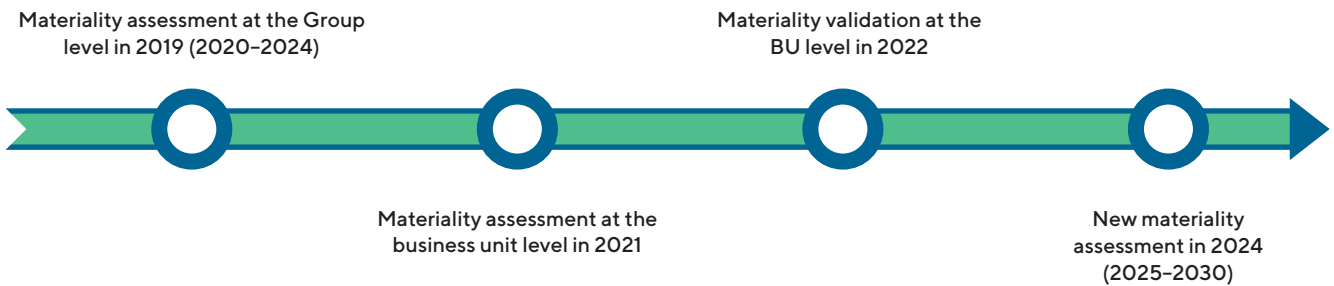 Materiality assessment at the Group
level in 2019 (2020–2024)
Materiality assessment at the
business unit level in 2021
Materiality validation at the
BU level in 2022
New materiality
assessment in 2024
(2025–2030)